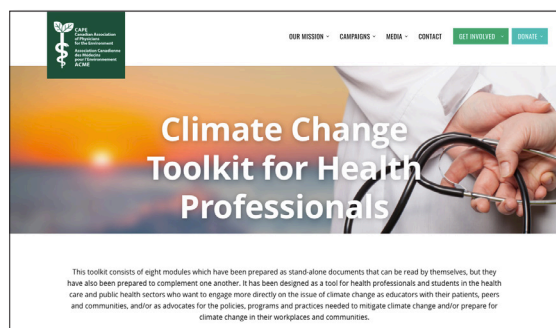 CAPE
Canadian Association
of Physicians
for the Environment
Association Canadienne
des Médecins
pour l'Environnement
ACME
OUR MISSION
CAMPAIGNS
MEDIA
CONTACT
GET INVOLVED
DONATE
Climate Change
Toolkit for Health
Professionals
This toolkit consists of eight modules which have been prepared as stand-alone documents that can be read by themselves, but they
have also been prepared to complement one another. It has been designed as a tool for health professionals and students in the health
care and public health sectors who want to engage more directly on the issue of climate change as educators with their patients, peers
and communities, and/or as advocates for the policies, programs and practices needed to mitigate climate change and/or prepare for
climate change in their workplaces and communities.